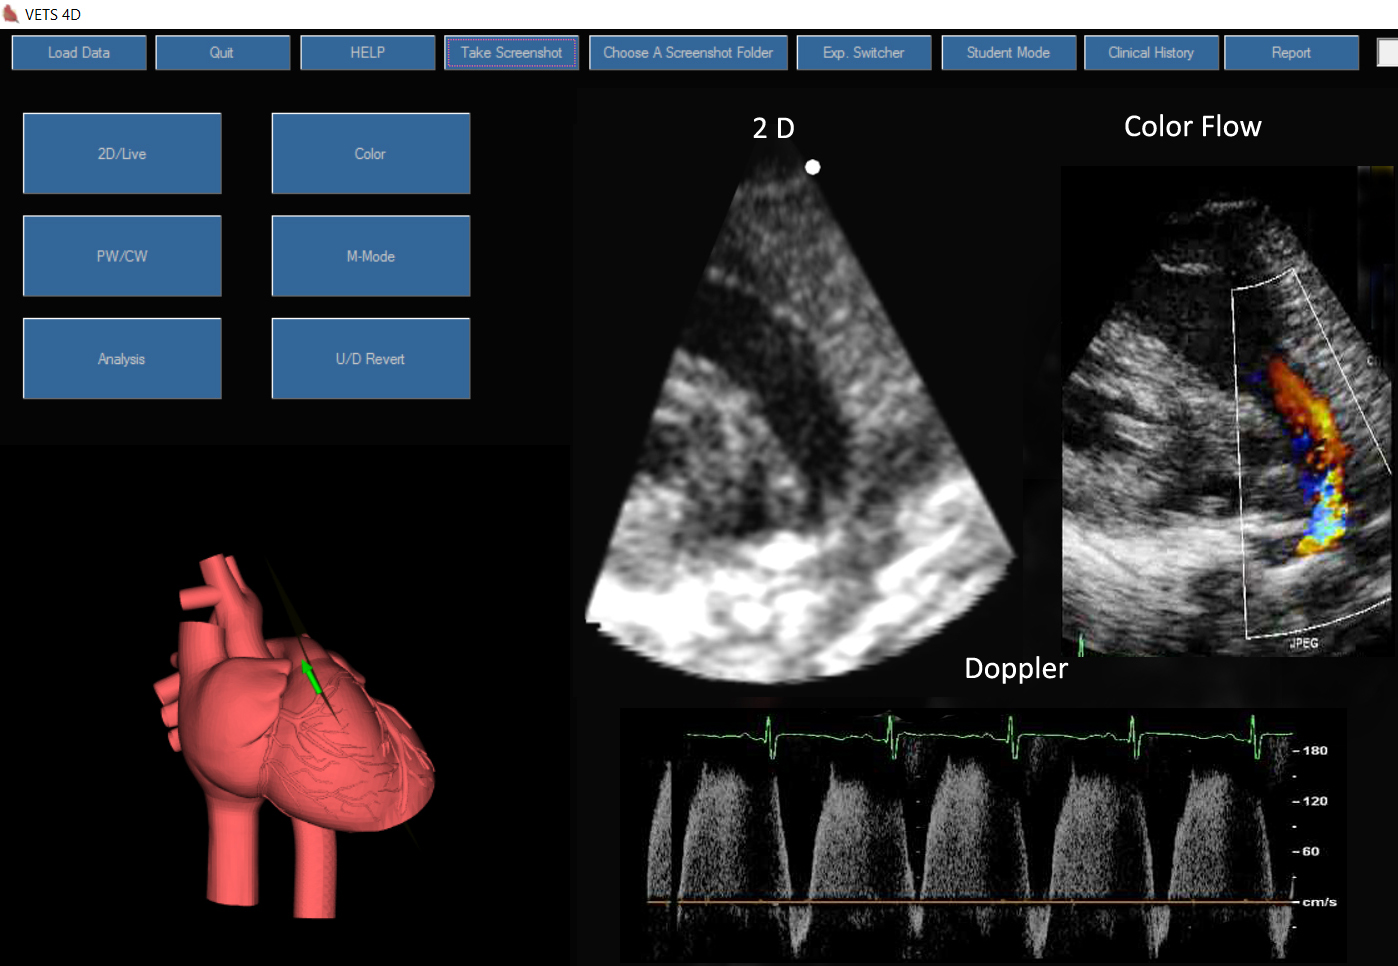 VETS 4D
Load Data
Quit
HELP
Take Screenshot
Choose A Screenshot Folder
Exp. Switcher
Student Mode
Clinical History
Report
2D/Live
Color
PW/CW
M-Mode
Analysis
U/D Revert
2 D
Color Flow
JPEG
Doppler
180
120
60
cm/s